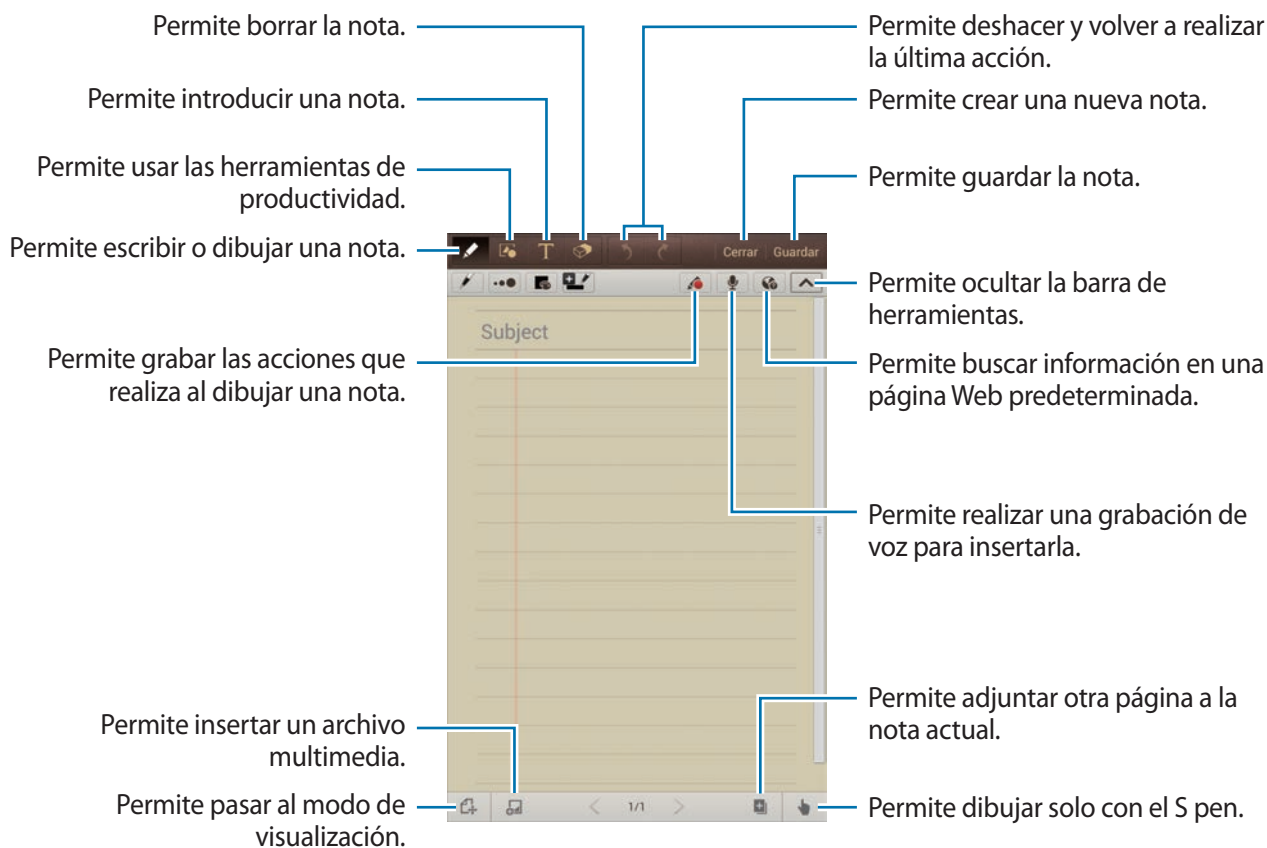 Permite borrar la nota.
Permite introducir una nota.
Permite usar las herramientas de
productividad.
Permite escribir o dibujar una nota.
Permite grabar las acciones que
realiza al dibujar una nota.
Permite insertar un archivo
multimedia.
Permite pasar al modo de
visualización.
T
Cerrar
Guardar
Subject
1/1
Permite deshacer y volver a realizar
la última acción.
Permite crear una nueva nota.
Permite guardar la nota.
Permite ocultar la barra de
herramientas.
Permite buscar información en una
página Web predeterminada.
Permite realizar una grabación de
voz para insertarla.
Permite adjuntar otra página a la
nota actual.
Permite dibujar solo con el S pen.